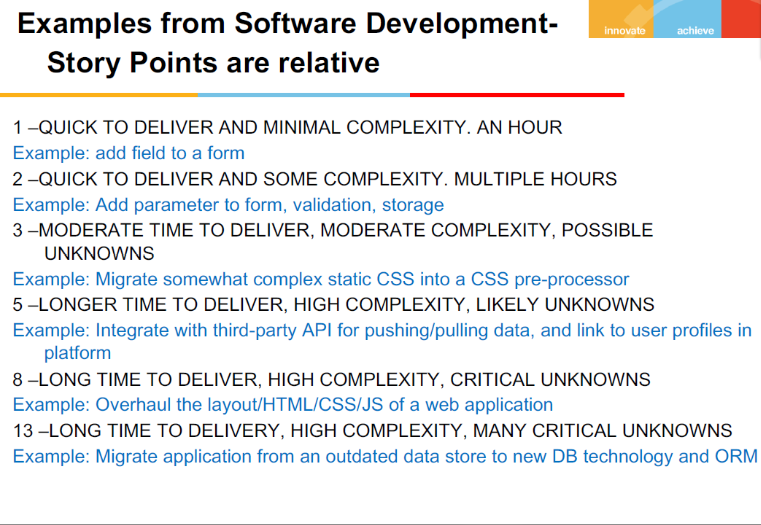 Examples from Software Development-
Story Points are relative
innovate
achieve
1 –QUICK TO DELIVER AND MINIMAL COMPLEXITY. AN HOUR
Example: add field to a form
2 –QUICK TO DELIVER AND SOME COMPLEXITY. MULTIPLE HOURS
Example: Add parameter to form, validation, storage
3 –MODERATE TIME TO DELIVER, MODERATE COMPLEXITY, POSSIBLE
UNKNOWNS
Example: Migrate somewhat complex static CSS into a CSS pre-processor
5 –LONGER TIME TO DELIVER, HIGH COMPLEXITY, LIKELY UNKNOWNS
Example: Integrate with third-party API for pushing/pulling data, and link to user profiles in
platform
8 –LONG TIME TO DELIVER, HIGH COMPLEXITY, CRITICAL UNKNOWNS
Example: Overhaul the layout/HTML/CSS/JS of a web application
13 –LONG TIME TO DELIVERY, HIGH COMPLEXITY, MANY CRITICAL UNKNOWNS
Example: Migrate application from an outdated data store to new DB technology and ORM